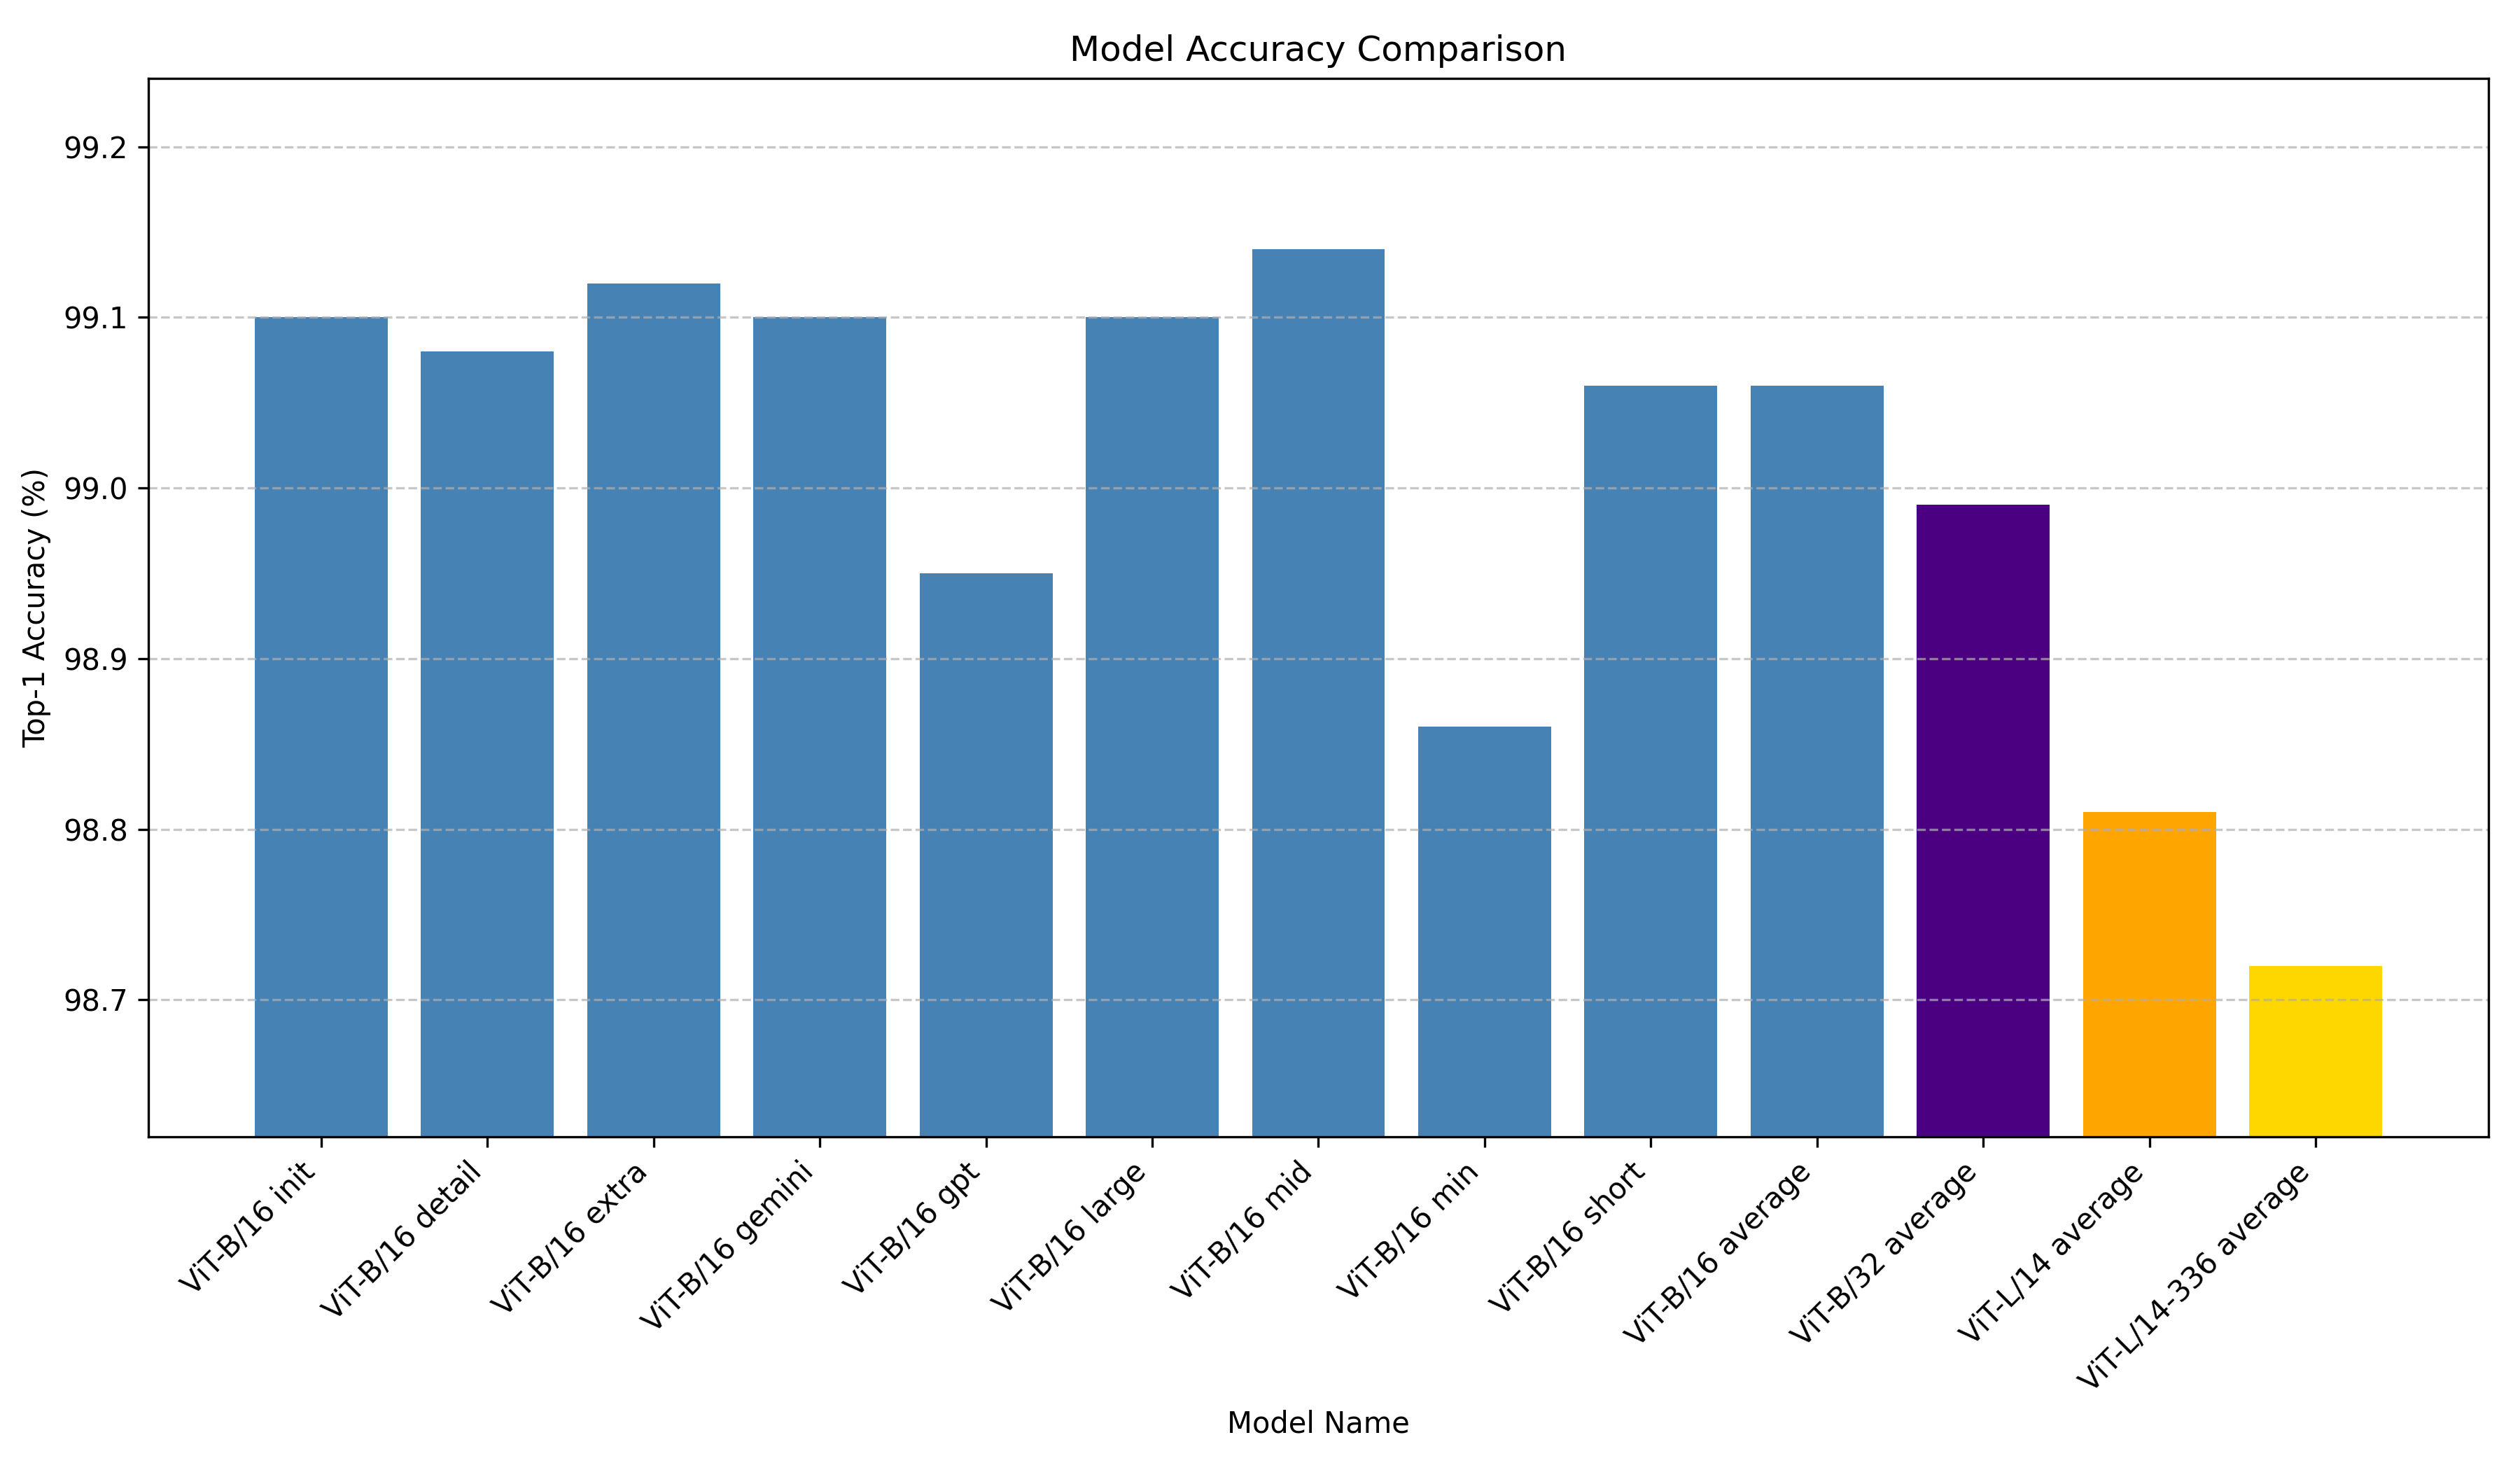 Model Accuracy Comparison
Top-1 Accuracy (%)
99.2
99.1
99.0
98.9
98.8
98.7
ViT-B/16 init
ViT-B/16 detail
ViT-B/16 extra
ViT-B/16 gemini
ViT-B/16 gpt
ViT-B/16 large
ViT-B/16 mid
ViT-B/16 min
ViT-B/16 short
ViT-B/16 average
ViT-B/32 average
ViT-L/14 average
ViT-L/14-336 average
Model Name